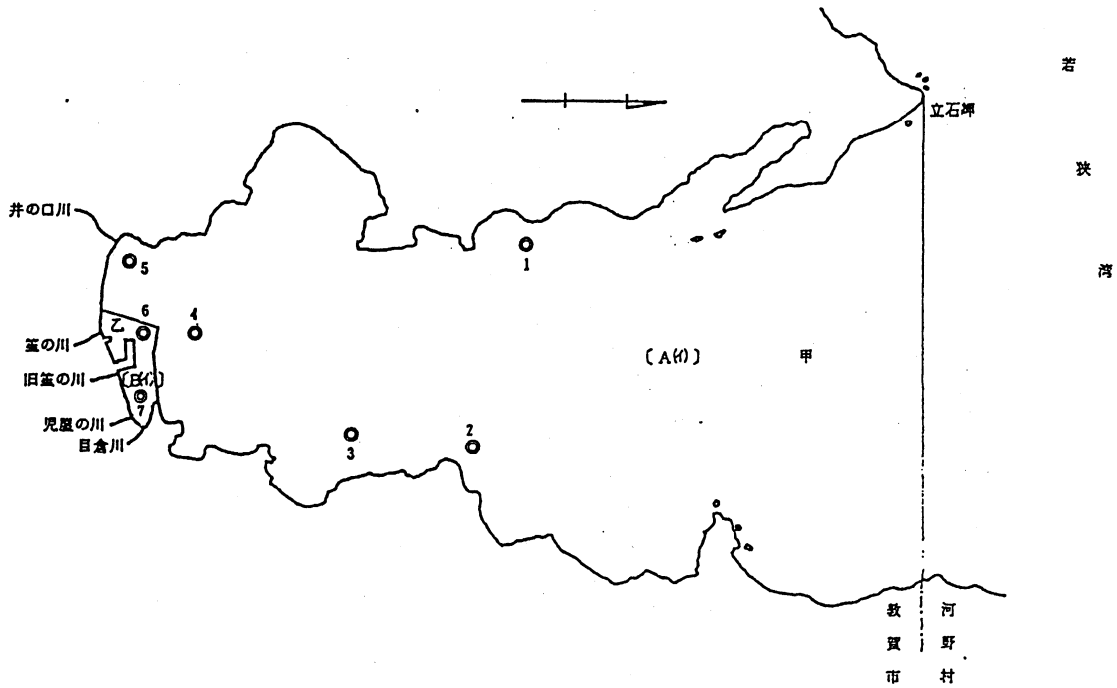 若
狭
湾
立石岬
井の口川
5
1
6
4
乙
笙の川
〔A(イ)〕
甲
旧笙の川
〔B(イ)〕
7
児屋の川
目倉川
2
3
敦賀市
河野村